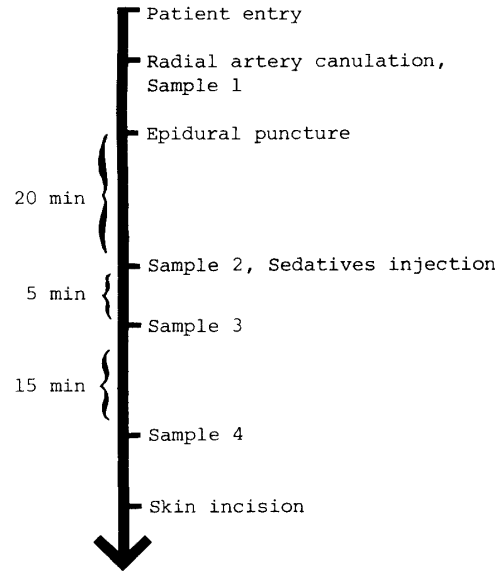 Patient entry
Radial artery canulation,
Sample 1
Epidural puncture
20 min
Sample 2, Sedatives injection
5 min
Sample 3
15 min
Sample 4
Skin incision